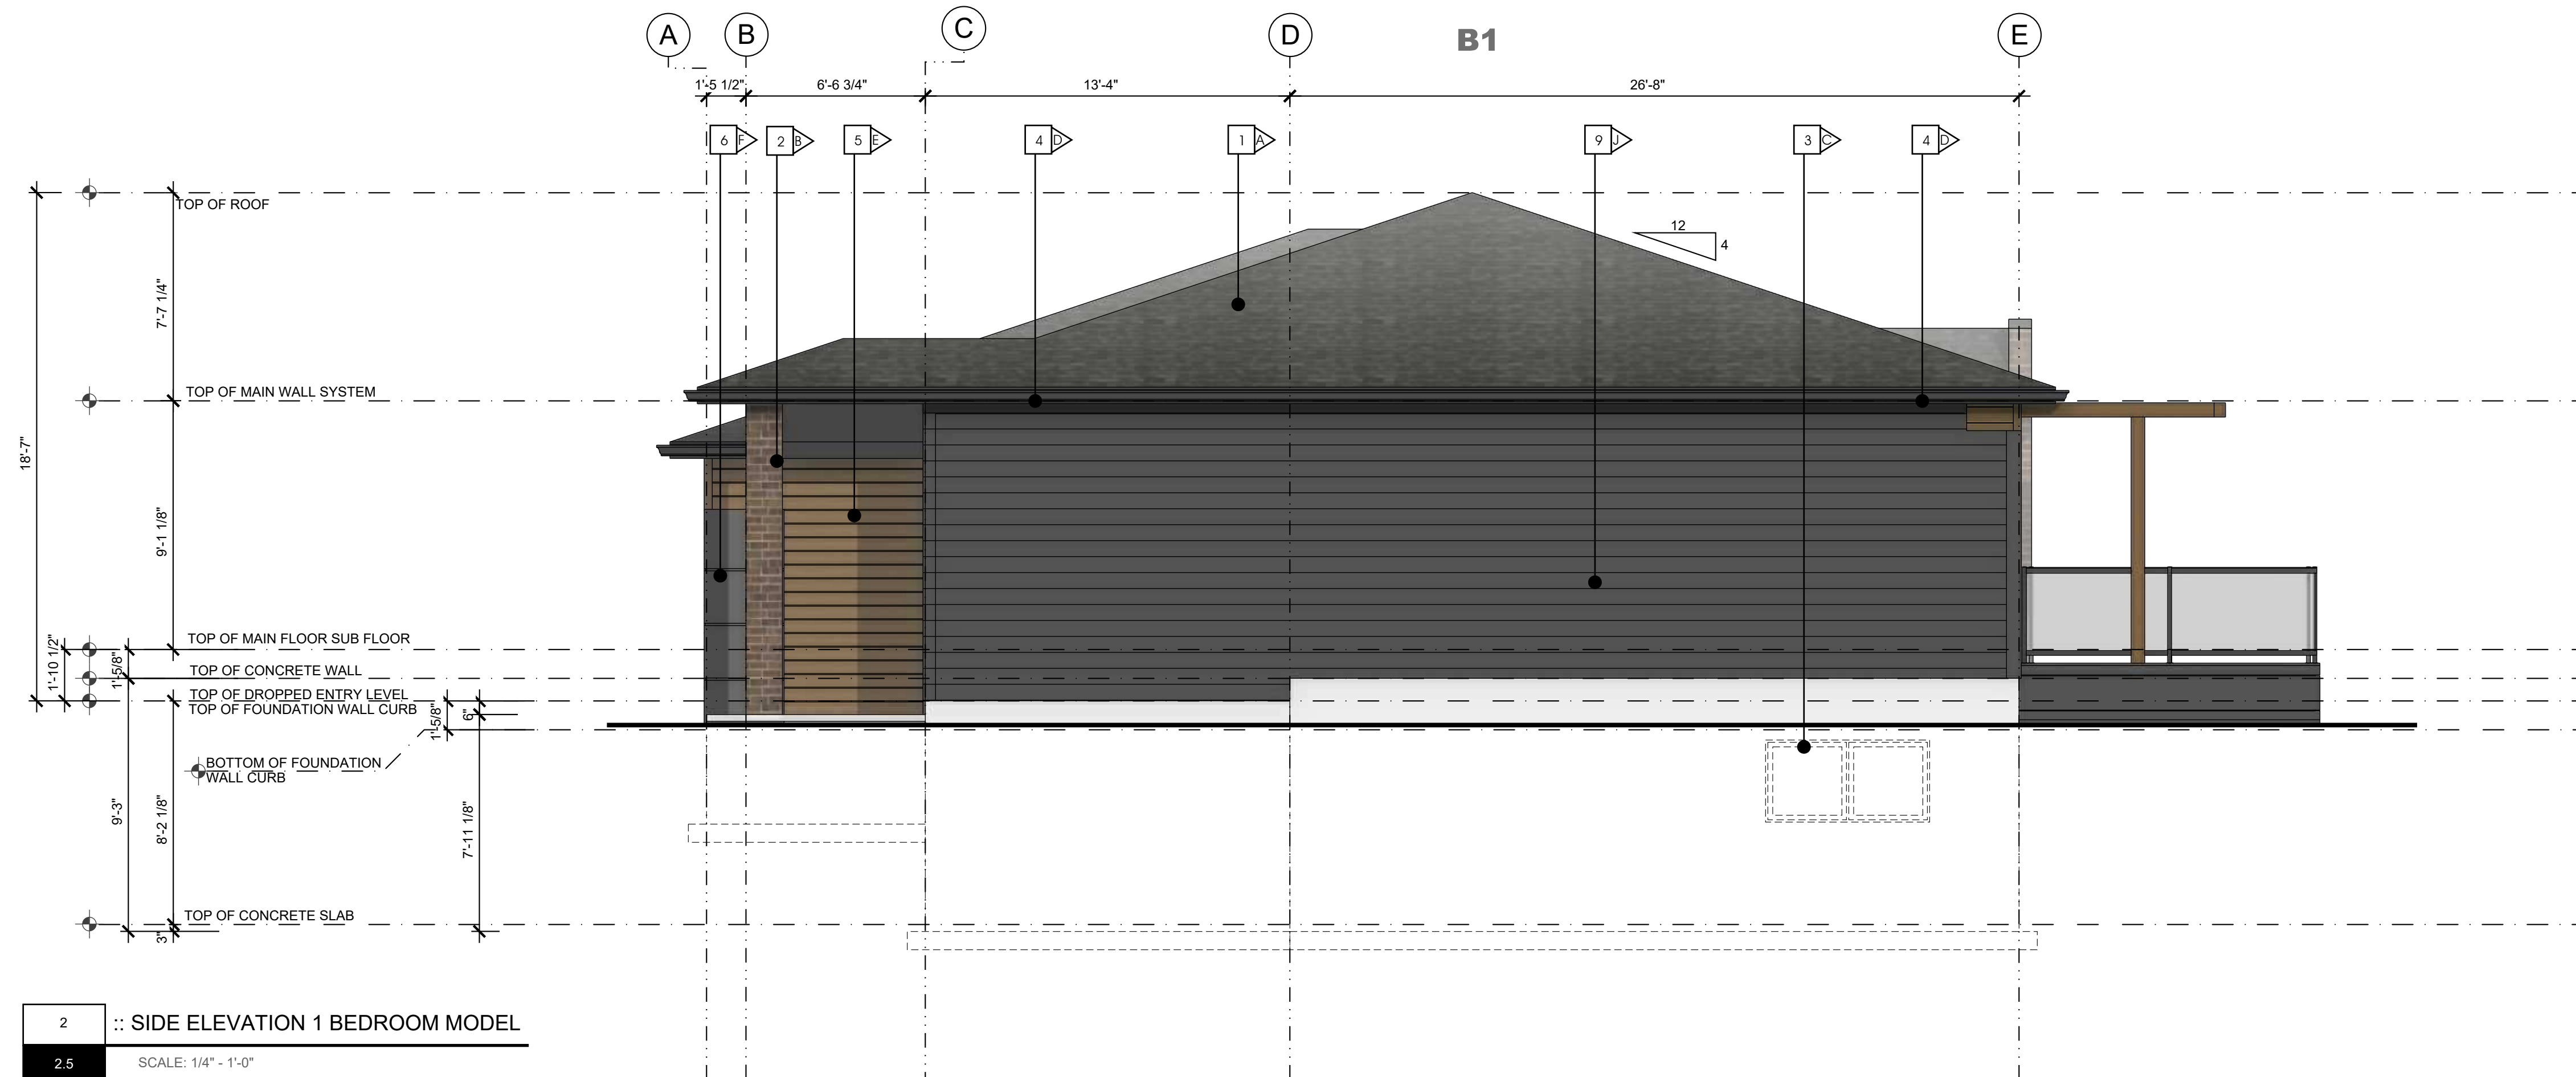 A B C D B1 E
1'-5 1/2" 6'-6 3/4" 13'-4" 26'-8"
6 F 2 B 5 E 4 D 1 A 9 J 3 C 4 D
TOP OF ROOF
12
4
7'-7 1/4"
TOP OF MAIN WALL SYSTEM
18'-7"
9'-1 1/8"
TOP OF MAIN FLOOR SUB FLOOR
1'-10 1/2"
1'-5/8"
TOP OF CONCRETE WALL
TOP OF DROPPED ENTRY LEVEL
TOP OF FOUNDATION WALL CURB
1'-5/8"
6"
BOTTOM OF FOUNDATION
WALL CURB
9'-3"
8'-2 1/8"
7'-11 1/8"
TOP OF CONCRETE SLAB
3"
2 :: SIDE ELEVATION 1 BEDROOM MODEL
2.5 SCALE: 1/4" - 1'-0"